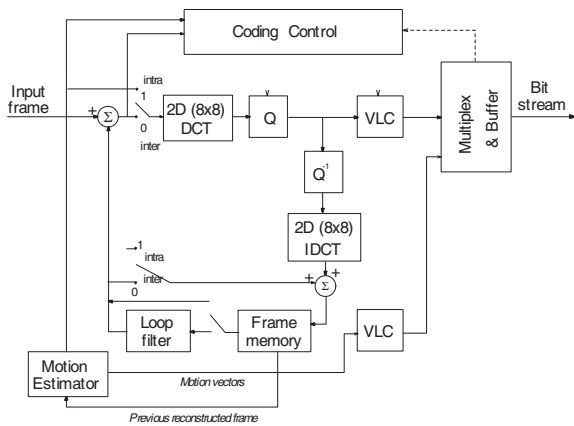 Coding Control
Input
frame
+
Σ
intra
1
0
inter
2D (8x8)
DCT
Q
VLC
Multiplex
& Buffer
Bit
stream
Q-1
2D (8x8)
IDCT
1
intra
inter
0
+
+
Σ
Loop
filter
Frame
memory
VLC
Motion
Estimator
Motion vectors
Previous reconstructed frame